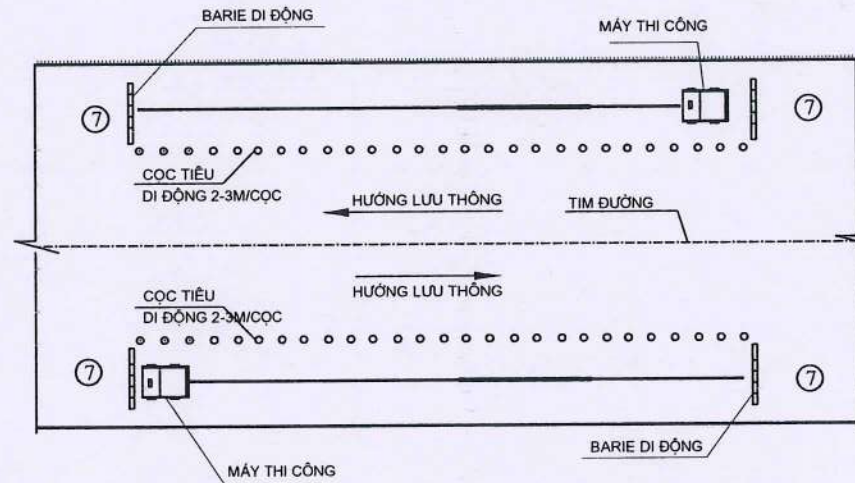 BARIE DI ĐỘNG
MÁY THI CÔNG
7
7
CỌC TIÊU
DI ĐỘNG 2-3M/CỌC
HƯỚNG LƯU THÔNG
TIM ĐƯỜNG
CỌC TIÊU
DI ĐỘNG 2-3M/CỌC
HƯỚNG LƯU THÔNG
7
7
BARIE DI ĐỘNG
MÁY THI CÔNG